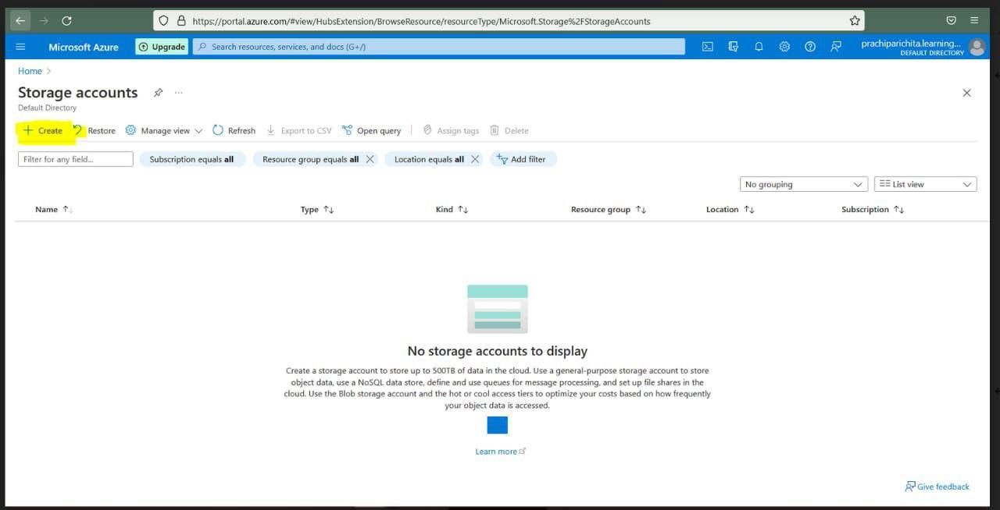 https://portal.azure.com/#view/HubsExtension/BrowseResource/resourceType/Microsoft.Storage%2FStorageAccounts
Microsoft Azure
Upgrade
Search resources, services, and docs (G+/)
prachiparichita.learning...
DEFAULT DIRECTORY
Home >
Storage accounts
...
Default Directory
+ Create
Restore
Manage view
Refresh
Export to CSV
Open query
Assign tags
Delete
Filter for any field...
Subscription equals all
Resource group equals all
Location equals all
Add filter
No grouping
List view
Name
Type
Kind
Resource group
Location
Subscription
No storage accounts to display
Create a storage account to store up to 500TB of data in the cloud. Use a general-purpose storage account to store
object data, use a NoSQL data store, define and use queues for message processing, and set up file shares in the
cloud. Use the Blob storage account and the hot or cool access tiers to optimize your costs based on how frequently
your object data is accessed.
Learn more
Give feedback